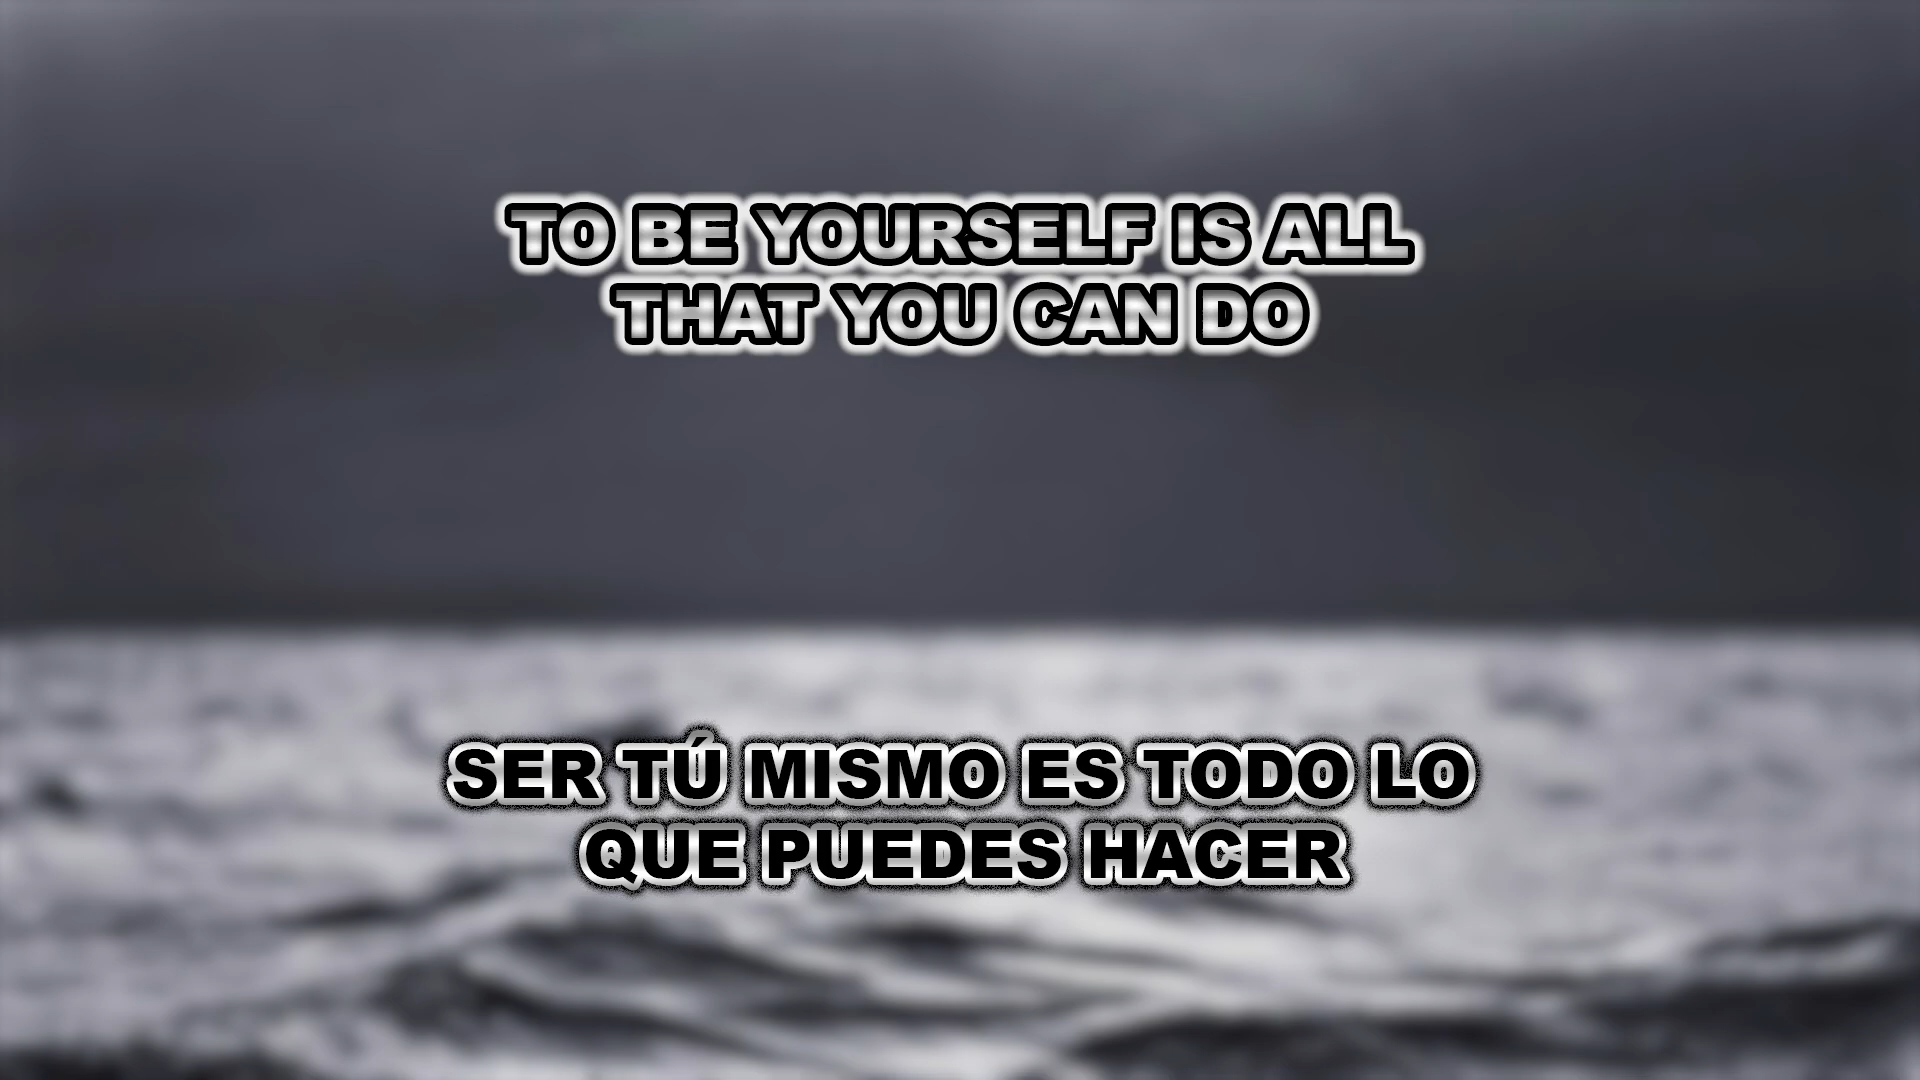 TO BE YOURSELF IS ALL
THAT YOU CAN DO
SER TÚ MISMO ES TODO LO
QUE PUEDES HACER